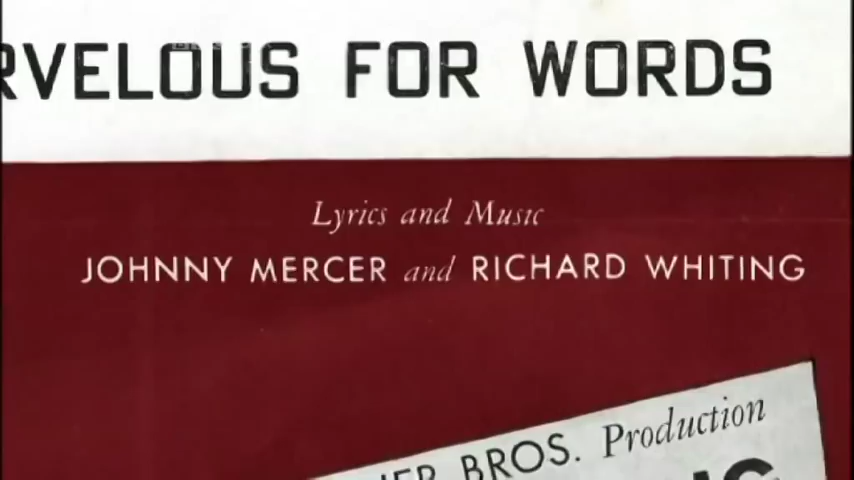 RVELOUS FOR WORDS
Lyrics and Music
JOHNNY MERCER and RICHARD WHITING
BROS. Production